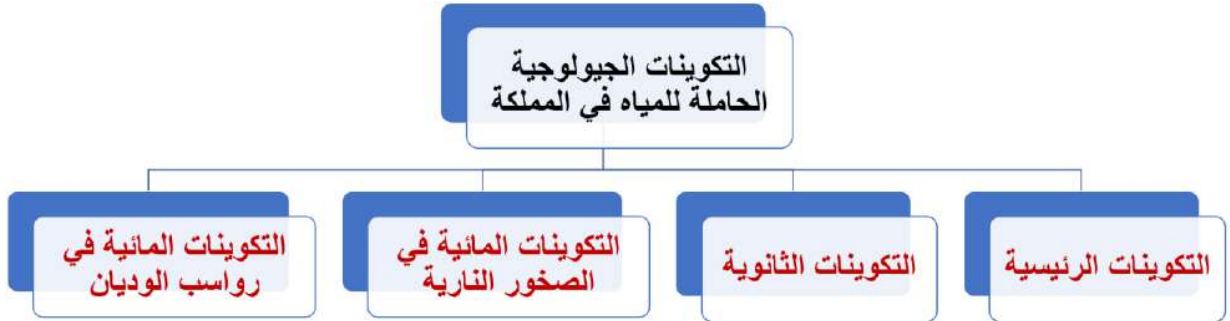 التكوينات الجيولوجية
الحاملة للمياه في المملكة
التكوينات الرئيسية
التكوينات الثانوية
التكوينات المائية في
الصخور النارية
التكوينات المائية في
رواسب الوديان